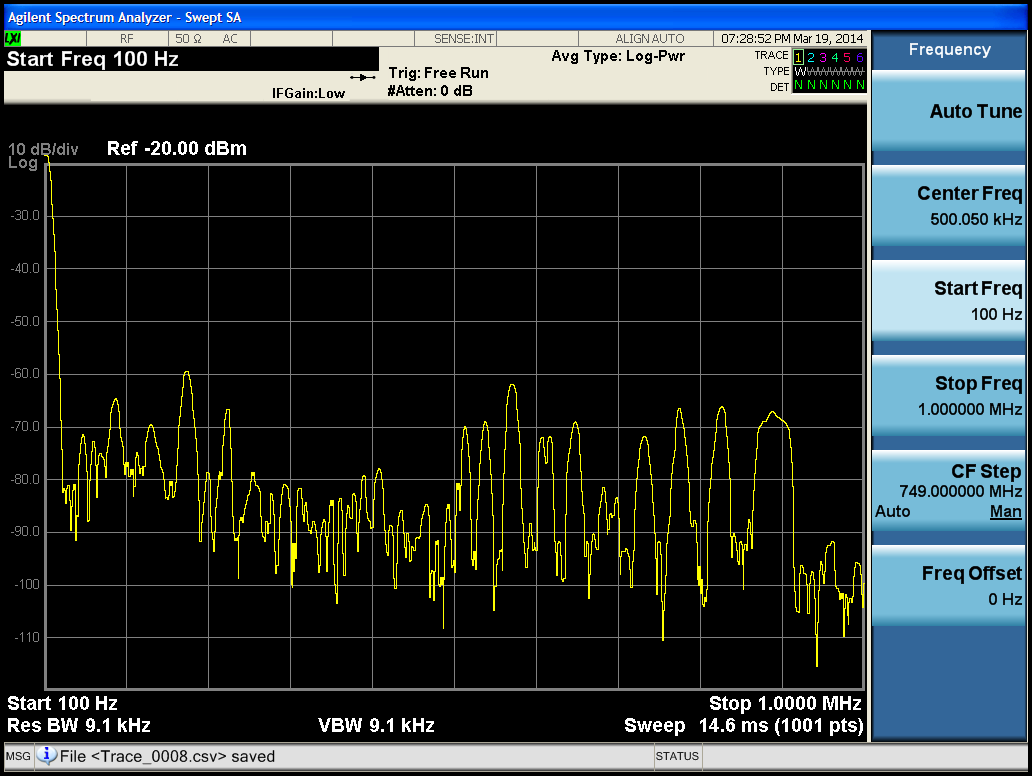 Agilent Spectrum Analyzer - Swept SA
LXI RF 50 Ω AC SENSE:INT ALIGN AUTO 07:28:52 PM Mar 19, 2014
Start Freq 100 Hz
Avg Type: Log-Pwr
TRACE 1 2 3 4 5 6
Trig: Free Run
TYPE W
IFGain:Low
#Atten: 0 dB
DET N N N N N N
10 dB/div
Log
Ref -20.00 dBm
-30.0
-40.0
-50.0
-60.0
-70.0
-80.0
-90.0
-100
-110
Start 100 Hz
Stop 1.0000 MHz
Res BW 9.1 kHz
VBW 9.1 kHz
Sweep 14.6 ms (1001 pts)
MSG
File <Trace_0008.csv> saved
STATUS
Frequency
Auto Tune
Center Freq
500.050 kHz
Start Freq
100 Hz
Stop Freq
1.000000 MHz
CF Step
749.000000 MHz
Auto Man
Freq Offset
0 Hz